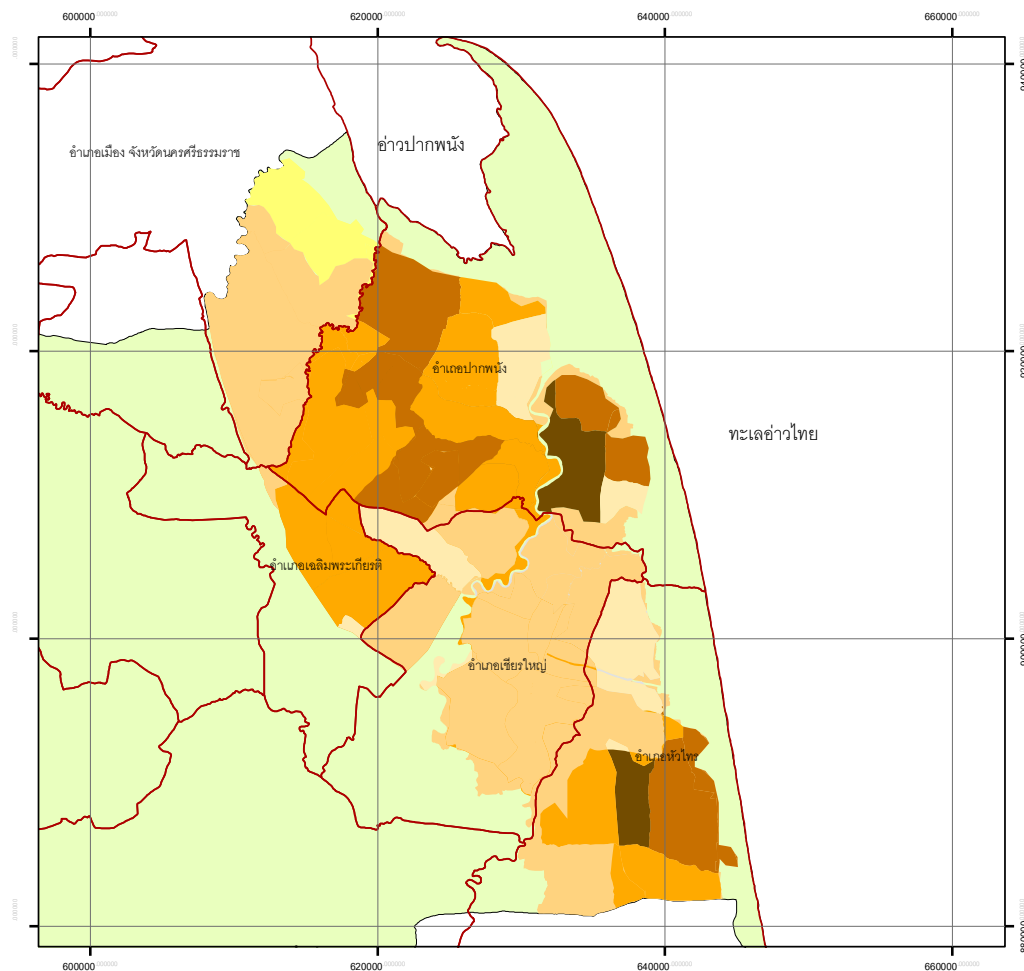 600000 620000 640000 660000
อ่าวปากพนัง
อำเภอเมือง จังหวัดนครศรีธรรมราช
อำเถอปากพนัง
ทะเลอ่าวไทย
อำเภอเฉลิมพระเกียรติ
อำเภอเชียรใหญ่
อำเภอหัวไทร
600000 620000 640000 660000